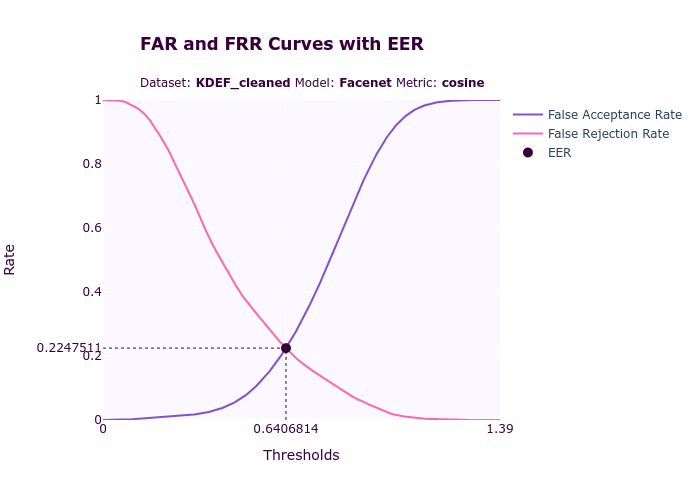 FAR and FRR Curves with EER
Dataset: KDEF_cleaned Model: Facenet Metric: cosine
False Acceptance Rate
False Rejection Rate
EER
Rate
1
0.8
0.6
0.4
0.2247511
0.2
0
0
0.6406814
1.39
Thresholds